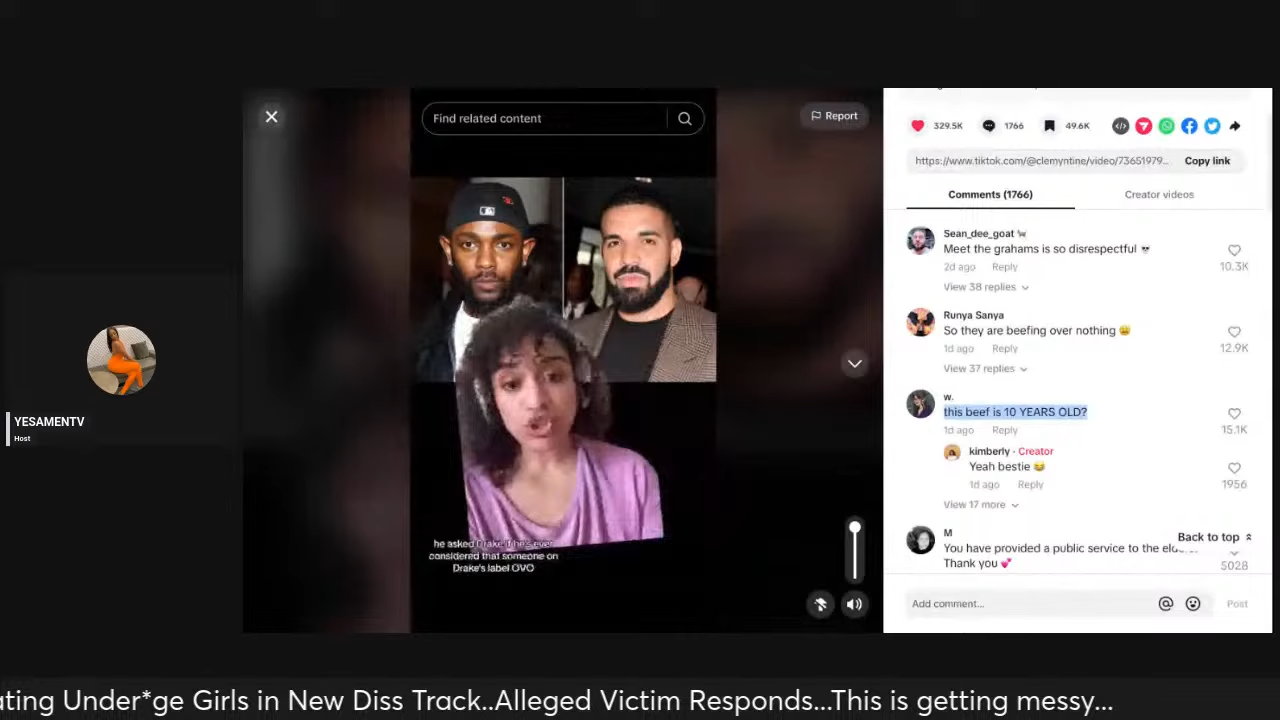 Find related content
Report
329.5K
1766
49.6K
https://www.tiktok.com/@clemyntine/video/73651979...
Copy link
Comments (1766)
Creator videos
Sean_dee_goat
Meet the grahams is so disrespectful
2d ago Reply
10.3K
View 38 replies
Runya Sanya
So they are beefing over nothing 😩
1d ago Reply
12.9K
View 37 replies
w.
this beef is 10 YEARS OLD?
1d ago Reply
15.1K
kimberly · Creator
Yeah bestie 😂
1d ago Reply
1956
View 17 more
M
Back to top
You have provided a public service to the
Thank you 💕
5028
Add comment...
Post
he asked Drake if he's ever
considered that someone on
Drake's label OVO
YESAMENTV
Host
ating Under*ge Girls in New Diss Track..Alleged Victim Responds...This is getting messy...